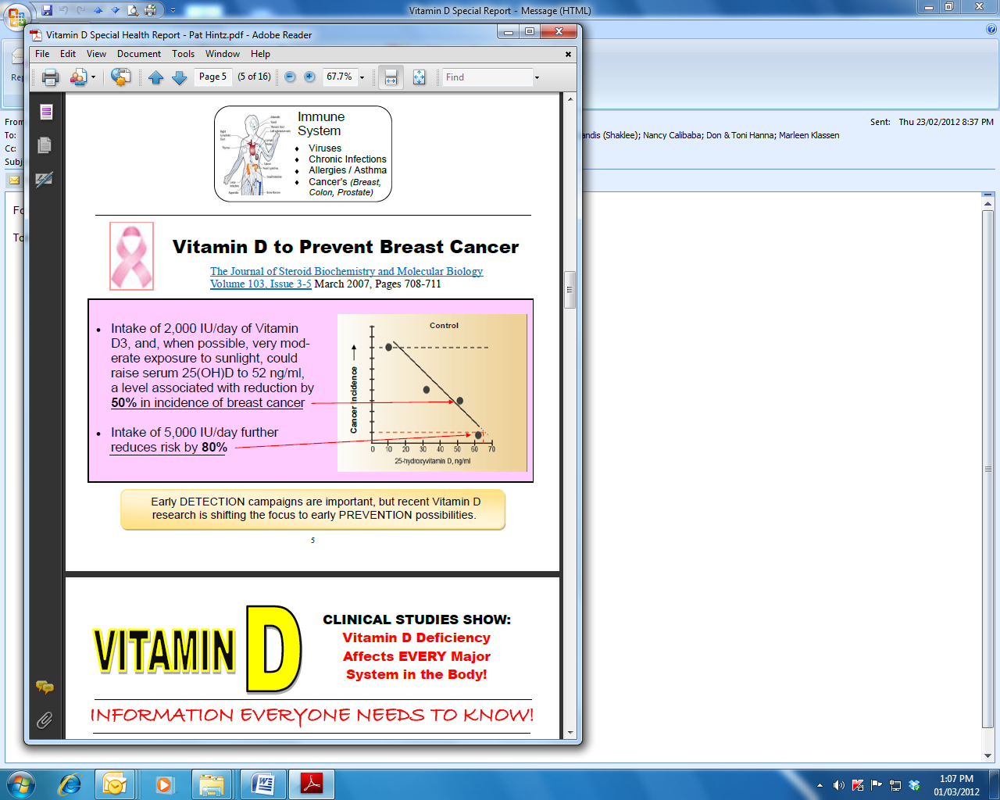 Vitamin D Special Report - Message (HTML)
Vitamin D Special Health Report - Pat Hintz.pdf - Adobe Reader
File Edit View Document Tools Window Help
Page 5 (5 of 16) 67.7% Find
From
To:
Cc:
Subj
Sent: Thu 23/02/2012 8:37 PM
andis (Shaklee); Nancy Calibaba; Don & Toni Hanna; Marleen Klassen
Immune
System
♦ Viruses
♦ Chronic Infections
♦ Allergies / Asthma
♦ Cancer's (Breast,
Colon, Prostate)
Vitamin D to Prevent Breast Cancer
The Journal of Steroid Biochemistry and Molecular Biology
Volume 103, Issue 3-5 March 2007, Pages 708-711
• Intake of 2,000 IU/day of Vitamin
D3, and, when possible, very mod-
erate exposure to sunlight, could
raise serum 25(OH)D to 52 ng/ml,
a level associated with reduction by
50% in incidence of breast cancer
• Intake of 5,000 IU/day further
reduces risk by 80%
Control
Cancer Incidence
0 10 20 30 40 50 60 70
25-hydroxyvitamin D, ng/ml
Early DETECTION campaigns are important, but recent Vitamin D
research is shifting the focus to early PREVENTION possibilities.
5
VITAMIN D
CLINICAL STUDIES SHOW:
Vitamin D Deficiency
Affects EVERY Major
System in the Body!
INFORMATION EVERYONE NEEDS TO KNOW!
1:07 PM
01/03/2012